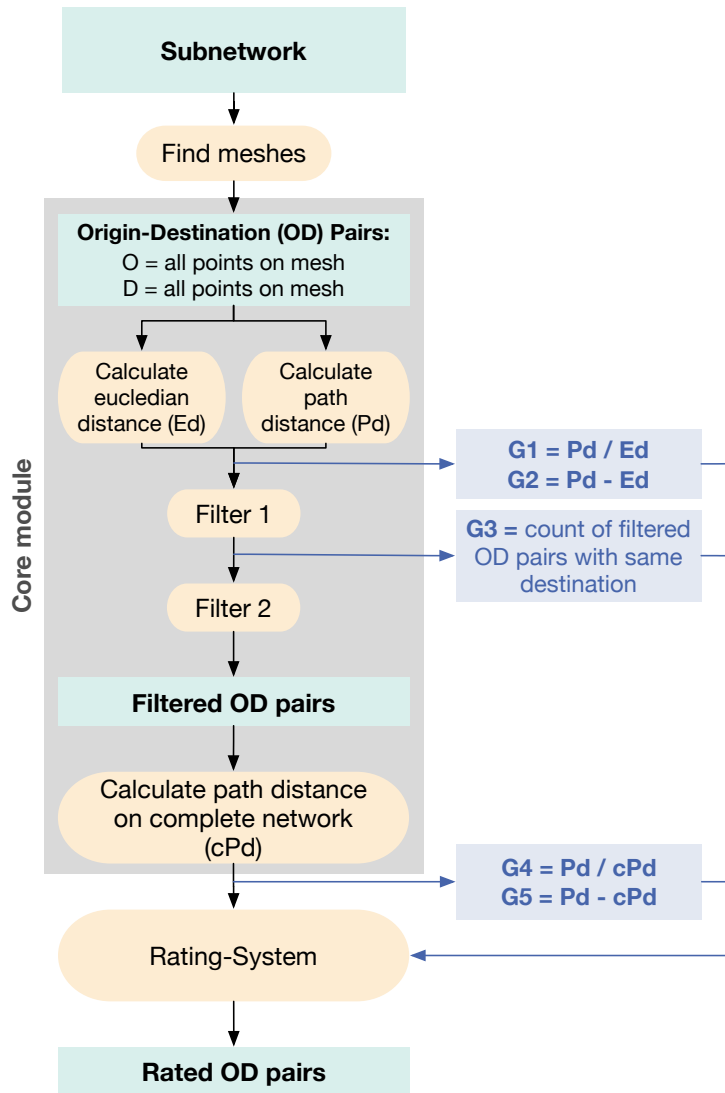 Subnetwork
Find meshes
Origin-Destination (OD) Pairs:
O = all points on mesh
D = all points on mesh
Calculate
eucledian
distance (Ed)
Calculate
path
distance (Pd)
G1 = Pd / Ed
G2 = Pd - Ed
Filter 1
G3 = count of filtered
OD pairs with same
destination
Filter 2
Core module
Filtered OD pairs
Calculate path distance
on complete network
(cPd)
G4 = Pd / cPd
G5 = Pd - cPd
Rating-System
Rated OD pairs